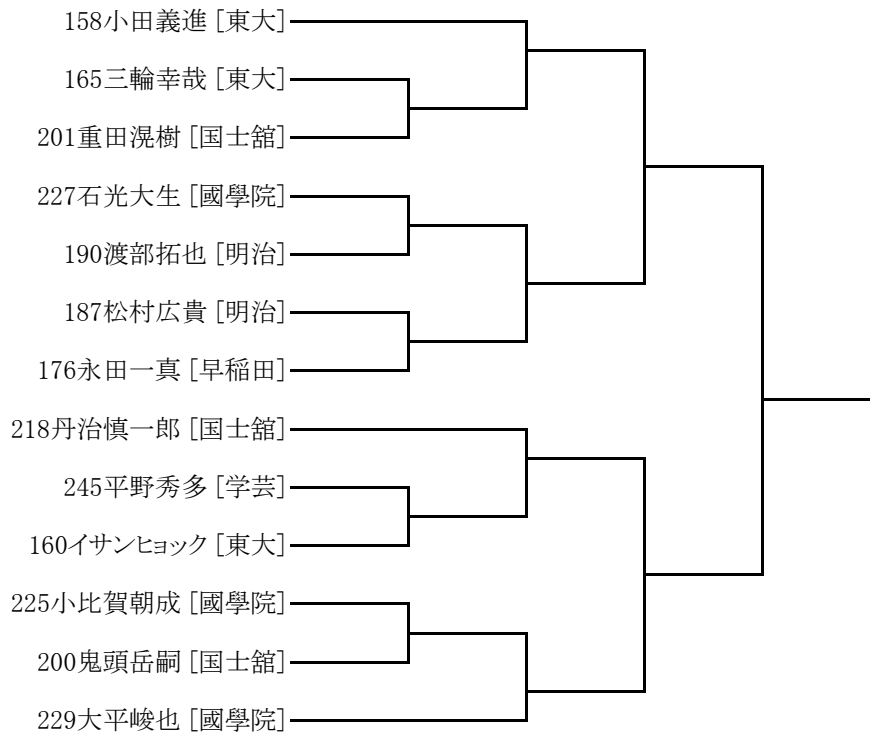 158小田義進 [東大]
165三輪幸哉 [東大]
201重田滉樹 [国士舘]
227石光大生 [國學院]
190渡部拓也 [明治]
187松村広貴 [明治]
176永田一真 [早稲田]
218丹治慎一郎 [国士舘]
245平野秀多 [学芸]
160イサンヒョック [東大]
225小比賀朝成 [國學院]
200鬼頭岳嗣 [国士舘]
229大平峻也 [國學院]